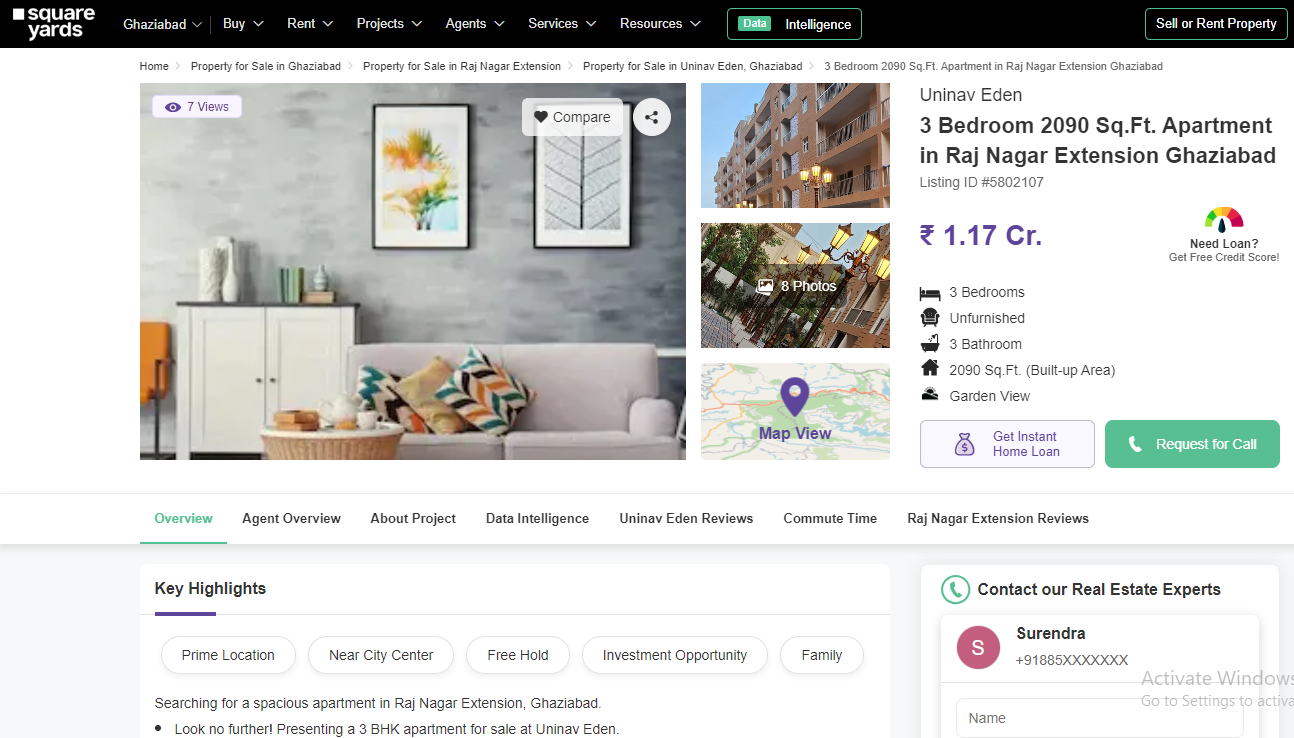 square
yards
Ghaziabad
Buy
Rent
Projects
Agents
Services
Resources
Data Intelligence
Sell or Rent Property
Home
Property for Sale in Ghaziabad
Property for Sale in Raj Nagar Extension
Property for Sale in Uninav Eden, Ghaziabad
3 Bedroom 2090 Sq.Ft. Apartment in Raj Nagar Extension Ghaziabad
7 Views
Compare
8 Photos
Map View
Uninav Eden
3 Bedroom 2090 Sq.Ft. Apartment
in Raj Nagar Extension Ghaziabad
Listing ID #5802107
₹ 1.17 Cr.
Need Loan?
Get Free Credit Score!
3 Bedrooms
Unfurnished
3 Bathroom
2090 Sq.Ft. (Built-up Area)
Garden View
Get Instant
Home Loan
Request for Call
Overview
Agent Overview
About Project
Data Intelligence
Uninav Eden Reviews
Commute Time
Raj Nagar Extension Reviews
Key Highlights
Prime Location
Near City Center
Free Hold
Investment Opportunity
Family
Searching for a spacious apartment in Raj Nagar Extension, Ghaziabad.
Look no further! Presenting a 3 BHK apartment for sale at Uninav Eden.
Contact our Real Estate Experts
S
Surendra
+91885XXXXXXX
Name
Activate Windows
Go to Settings to activa